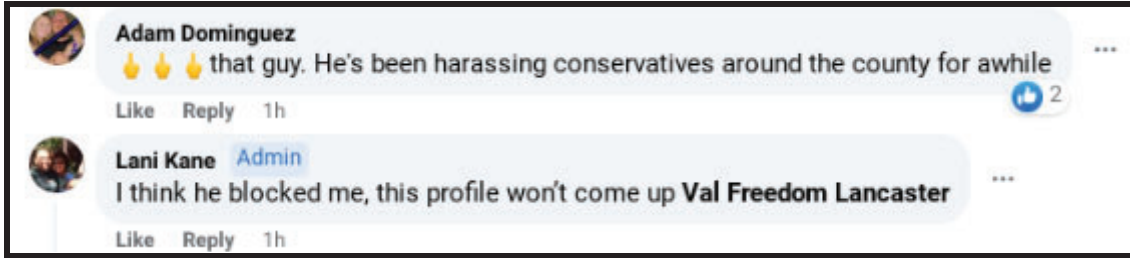 Adam Dominguez
🖕🖕🖕that guy. He's been harassing conservatives around the county for awhile
Like Reply 1h
2
Lani Kane Admin
I think he blocked me, this profile won't come up Val Freedom Lancaster
Like Reply 1h